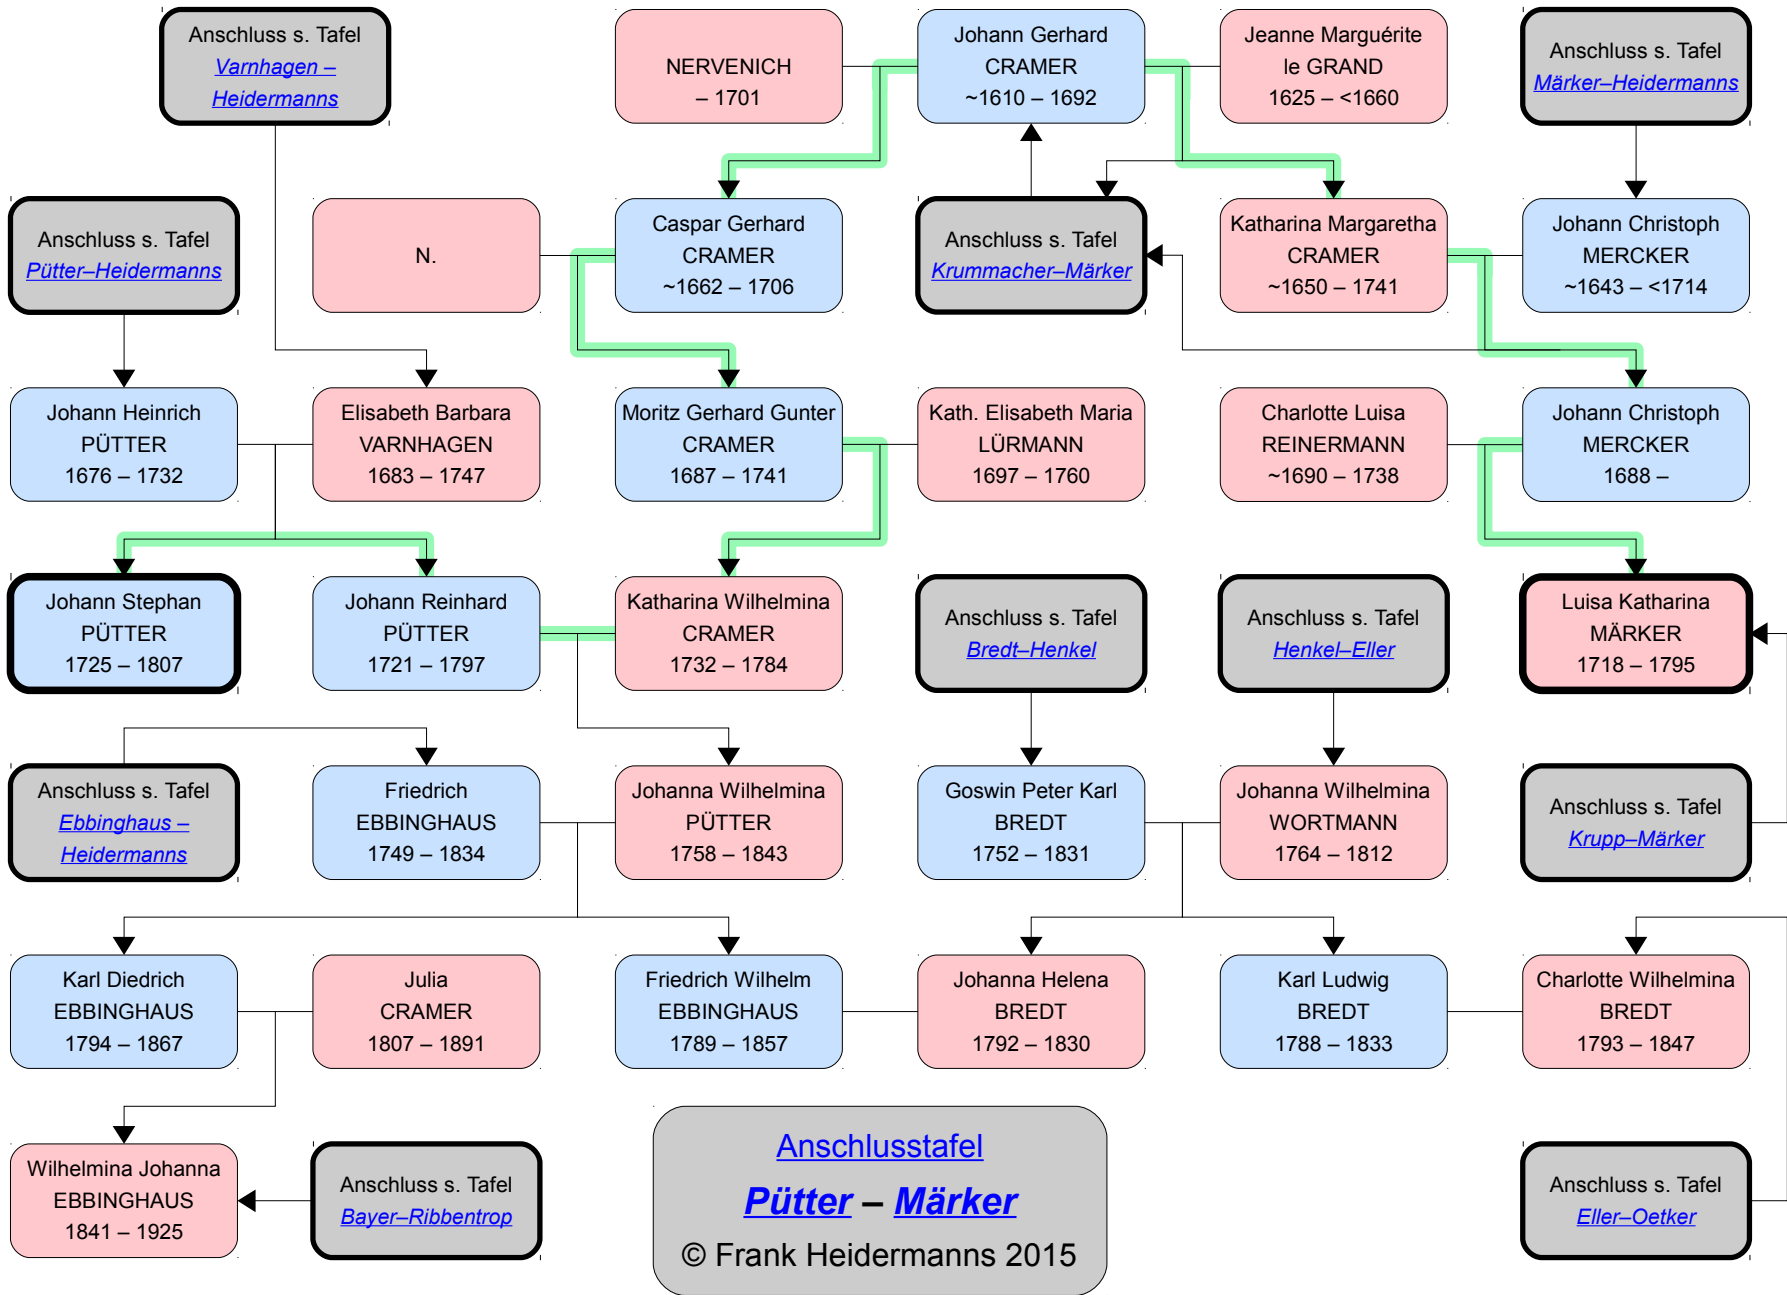 Anschluss s. Tafel
Varnhagen –
Heidermanns
NERVENICH
– 1701
Johann Gerhard
CRAMER
~1610 – 1692
Jeanne Marguérite
le GRAND
1625 – <1660
Anschluss s. Tafel
Märker–Heidermanns
Anschluss s. Tafel
Pütter–Heidermanns
N.
Caspar Gerhard
CRAMER
~1662 – 1706
Anschluss s. Tafel
Krummacher–Märker
Katharina Margaretha
CRAMER
~1650 – 1741
Johann Christoph
MERCKER
~1643 – <1714
Johann Heinrich
PÜTTER
1676 – 1732
Elisabeth Barbara
VARNHAGEN
1683 – 1747
Moritz Gerhard Gunter
CRAMER
1687 – 1741
Kath. Elisabeth Maria
LÜRMANN
1697 – 1760
Charlotte Luisa
REINERMANN
~1690 – 1738
Johann Christoph
MERCKER
1688 –
Johann Stephan
PÜTTER
1725 – 1807
Johann Reinhard
PÜTTER
1721 – 1797
Katharina Wilhelmina
CRAMER
1732 – 1784
Anschluss s. Tafel
Bredt–Henkel
Anschluss s. Tafel
Henkel–Eller
Luisa Katharina
MÄRKER
1718 – 1795
Anschluss s. Tafel
Ebbinghaus –
Heidermanns
Friedrich
EBBINGHAUS
1749 – 1834
Johanna Wilhelmina
PÜTTER
1758 – 1843
Goswin Peter Karl
BREDT
1752 – 1831
Johanna Wilhelmina
WORTMANN
1764 – 1812
Anschluss s. Tafel
Krupp–Märker
Karl Diedrich
EBBINGHAUS
1794 – 1867
Julia
CRAMER
1807 – 1891
Friedrich Wilhelm
EBBINGHAUS
1789 – 1857
Johanna Helena
BREDT
1792 – 1830
Karl Ludwig
BREDT
1788 – 1833
Charlotte Wilhelmina
BREDT
1793 – 1847
Wilhelmina Johanna
EBBINGHAUS
1841 – 1925
Anschluss s. Tafel
Bayer–Ribbentrop
Anschlusstafel
Pütter – Märker
© Frank Heidermanns 2015
Anschluss s. Tafel
Eller–Oetker